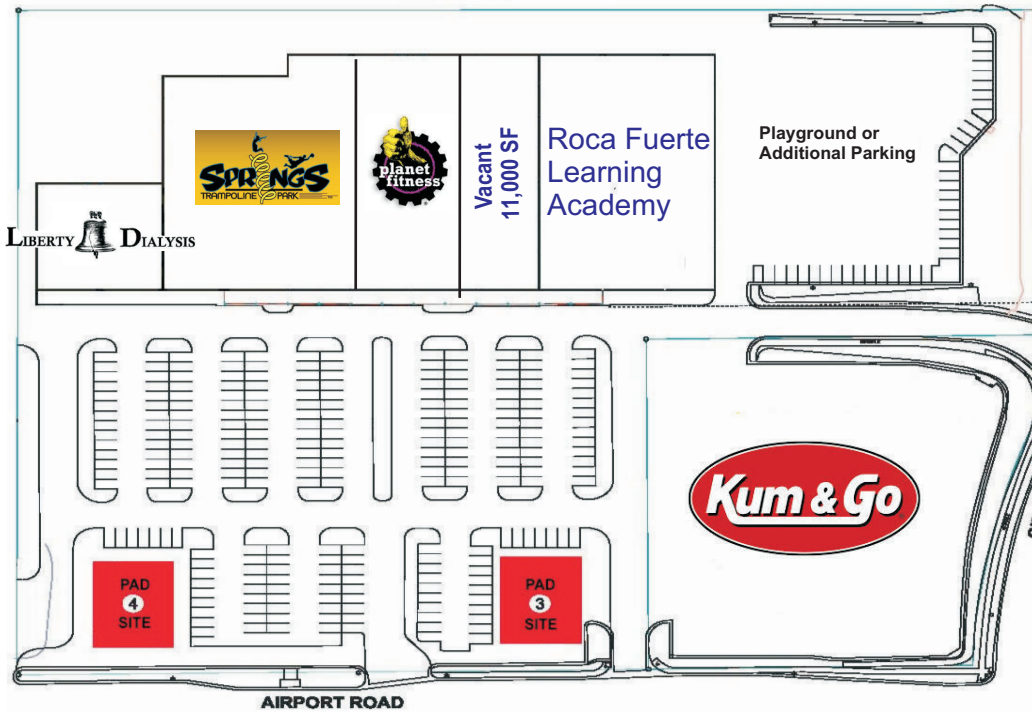 LIBERTY DIALYSIS
SPRINGS
TRAMPOLINE PARK
planet
fitness
Vacant
11,000 SF
Roca Fuerte
Learning
Academy
Playground or
Additional Parking
Kum & Go
PAD
4
SITE
PAD
3
SITE
AIRPORT ROAD